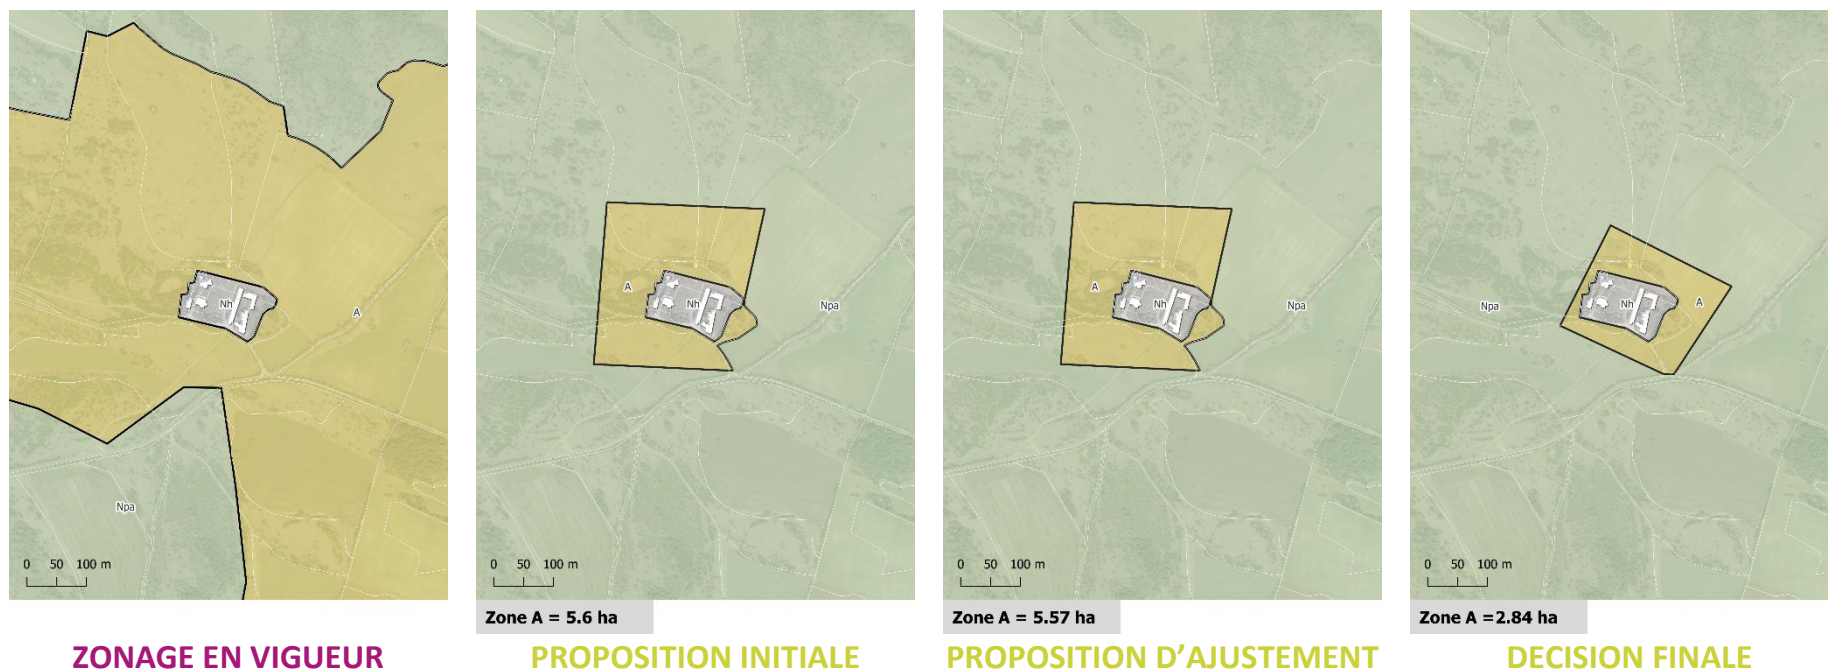 Nh
A
Npa
0 50 100 m
ZONAGE EN VIGUEUR
A
Nh
Npa
0 50 100 m
Zone A = 5.6 ha
PROPOSITION INITIALE
A
Nh
Npa
0 50 100 m
Zone A = 5.57 ha
PROPOSITION D’AJUSTEMENT
Npa
Nh
A
0 50 100 m
Zone A =2.84 ha
DECISION FINALE